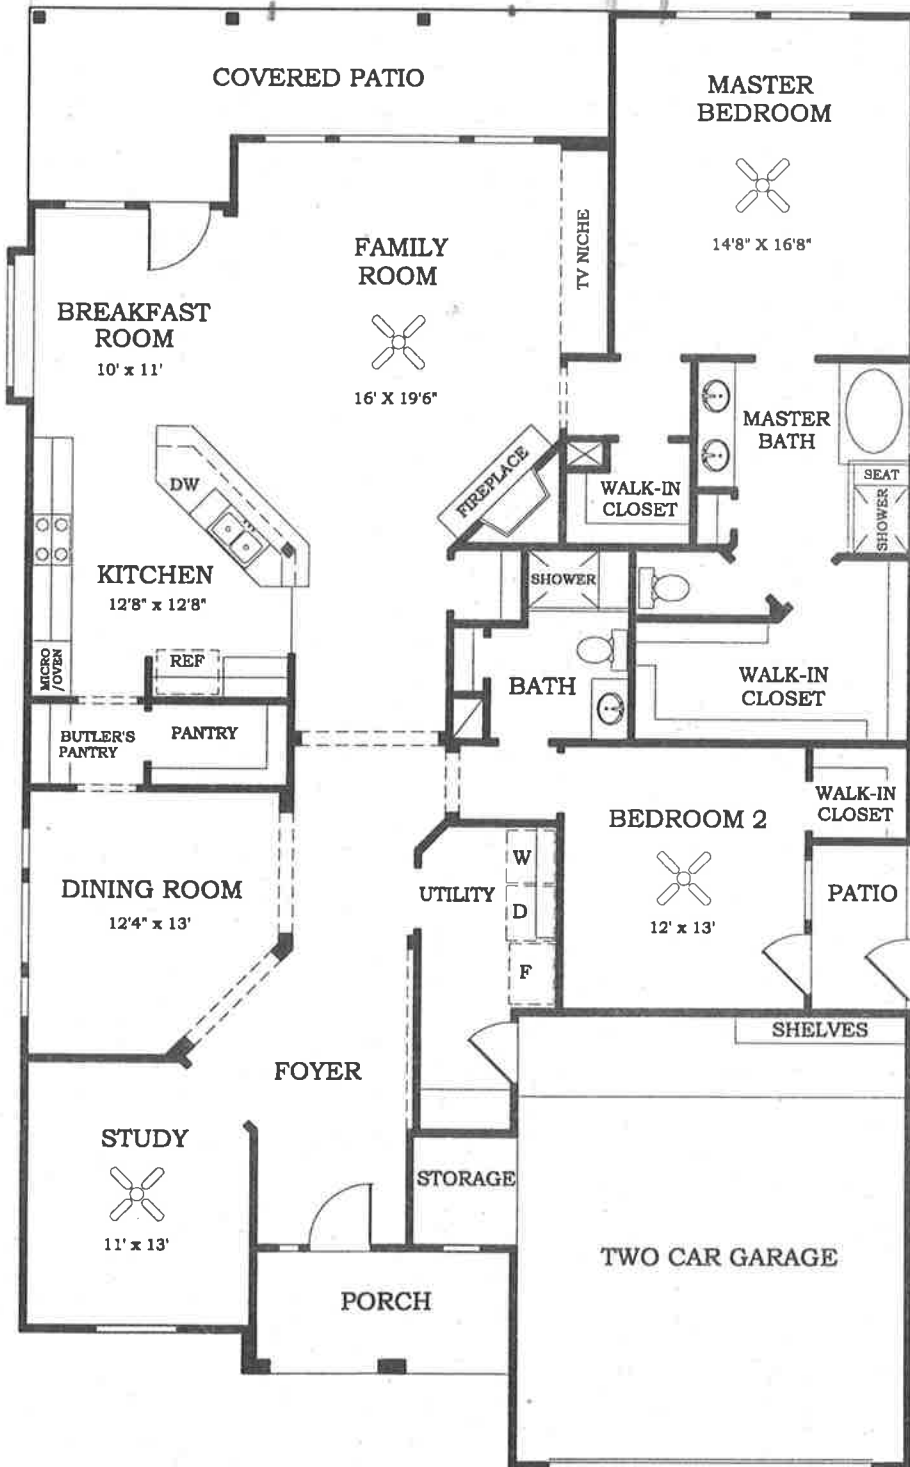 COVERED PATIO
MASTER
BEDROOM
14'8" X 16'8"
FAMILY
ROOM
16' X 19'6"
TV NICHE
BREAKFAST
ROOM
10' x 11'
MASTER
BATH
SEAT
SHOWER
DW
FIREPLACE
WALK-IN
CLOSET
KITCHEN
12'8" x 12'8"
SHOWER
MICRO
/OVEN
REF
BATH
WALK-IN
CLOSET
BUTLER'S
PANTRY
PANTRY
BEDROOM 2
12' x 13'
WALK-IN
CLOSET
W
D
F
UTILITY
PATIO
DINING ROOM
12'4" x 13'
SHELVES
FOYER
STUDY
11' x 13'
STORAGE
TWO CAR GARAGE
PORCH